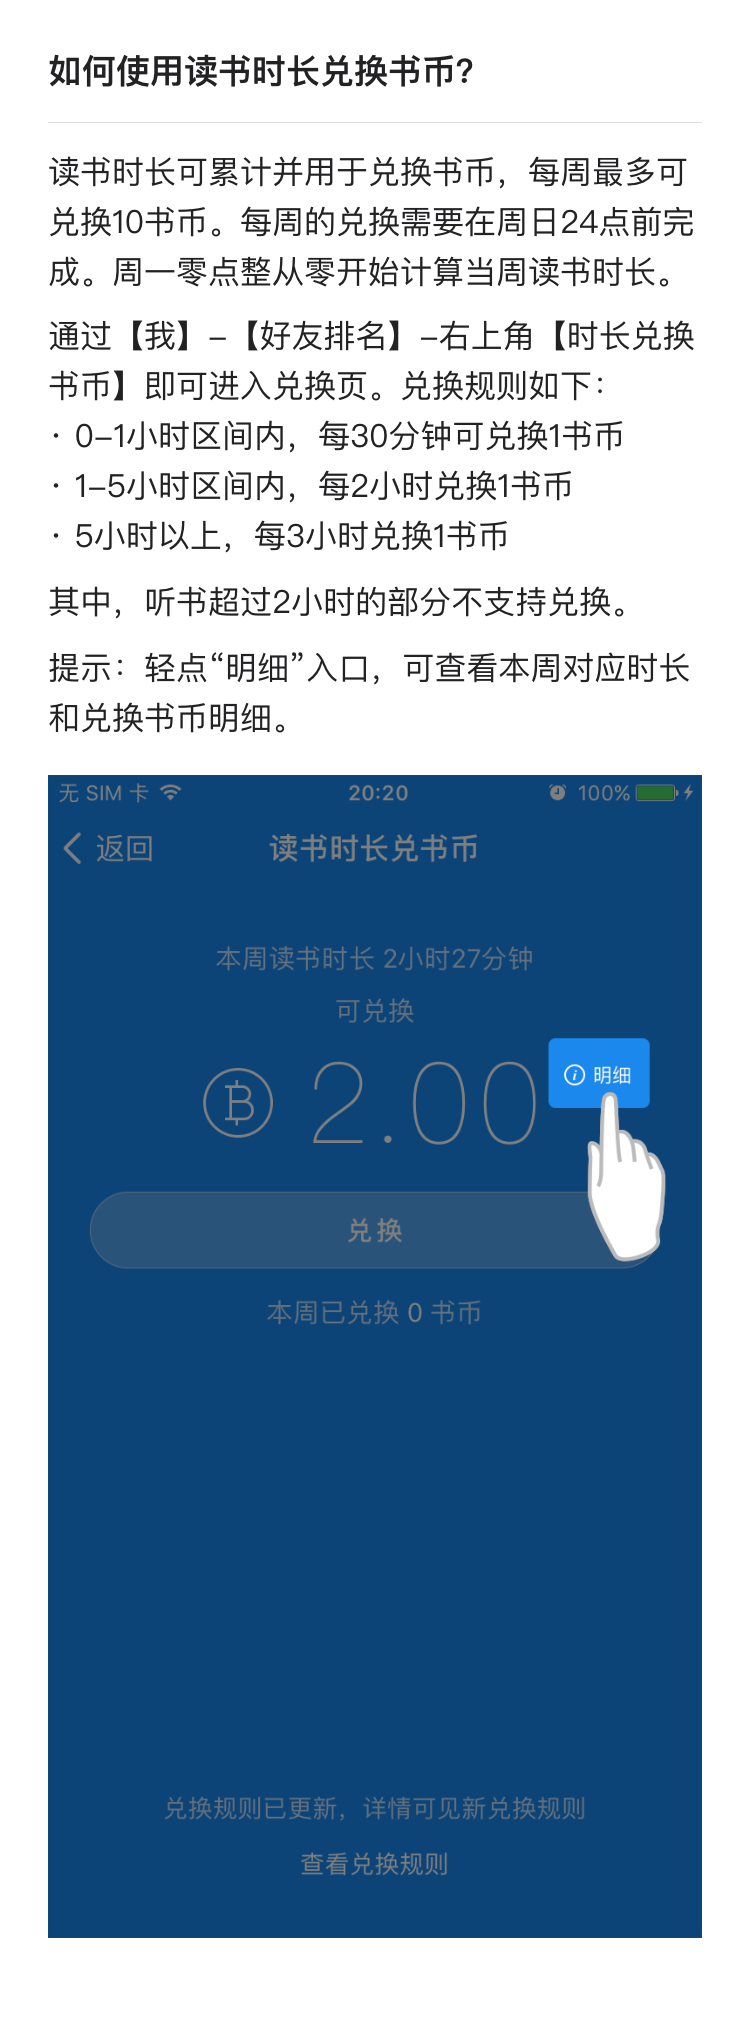 如何使用读书时长兑换书币?
读书时长可累计并用于兑换书币，每周最多可
兑换10书币。每周的兑换需要在周日24点前完
成。周一零点整从零开始计算当周读书时长。
通过【我】–【好友排名】–右上角【时长兑换
书币】即可进入兑换页。兑换规则如下：
· 0–1小时区间内，每30分钟可兑换1书币
· 1–5小时区间内，每2小时兑换1书币
· 5小时以上，每3小时兑换1书币
其中，听书超过2小时的部分不支持兑换。
提示：轻点“明细”入口，可查看本周对应时长
和兑换书币明细。
无 SIM 卡 20:20 100%
返回 读书时长兑书币
本周读书时长 2小时27分钟
可兑换
明细
2.00
兑换
本周已兑换 0 书币
兑换规则已更新，详情可见新兑换规则
查看兑换规则